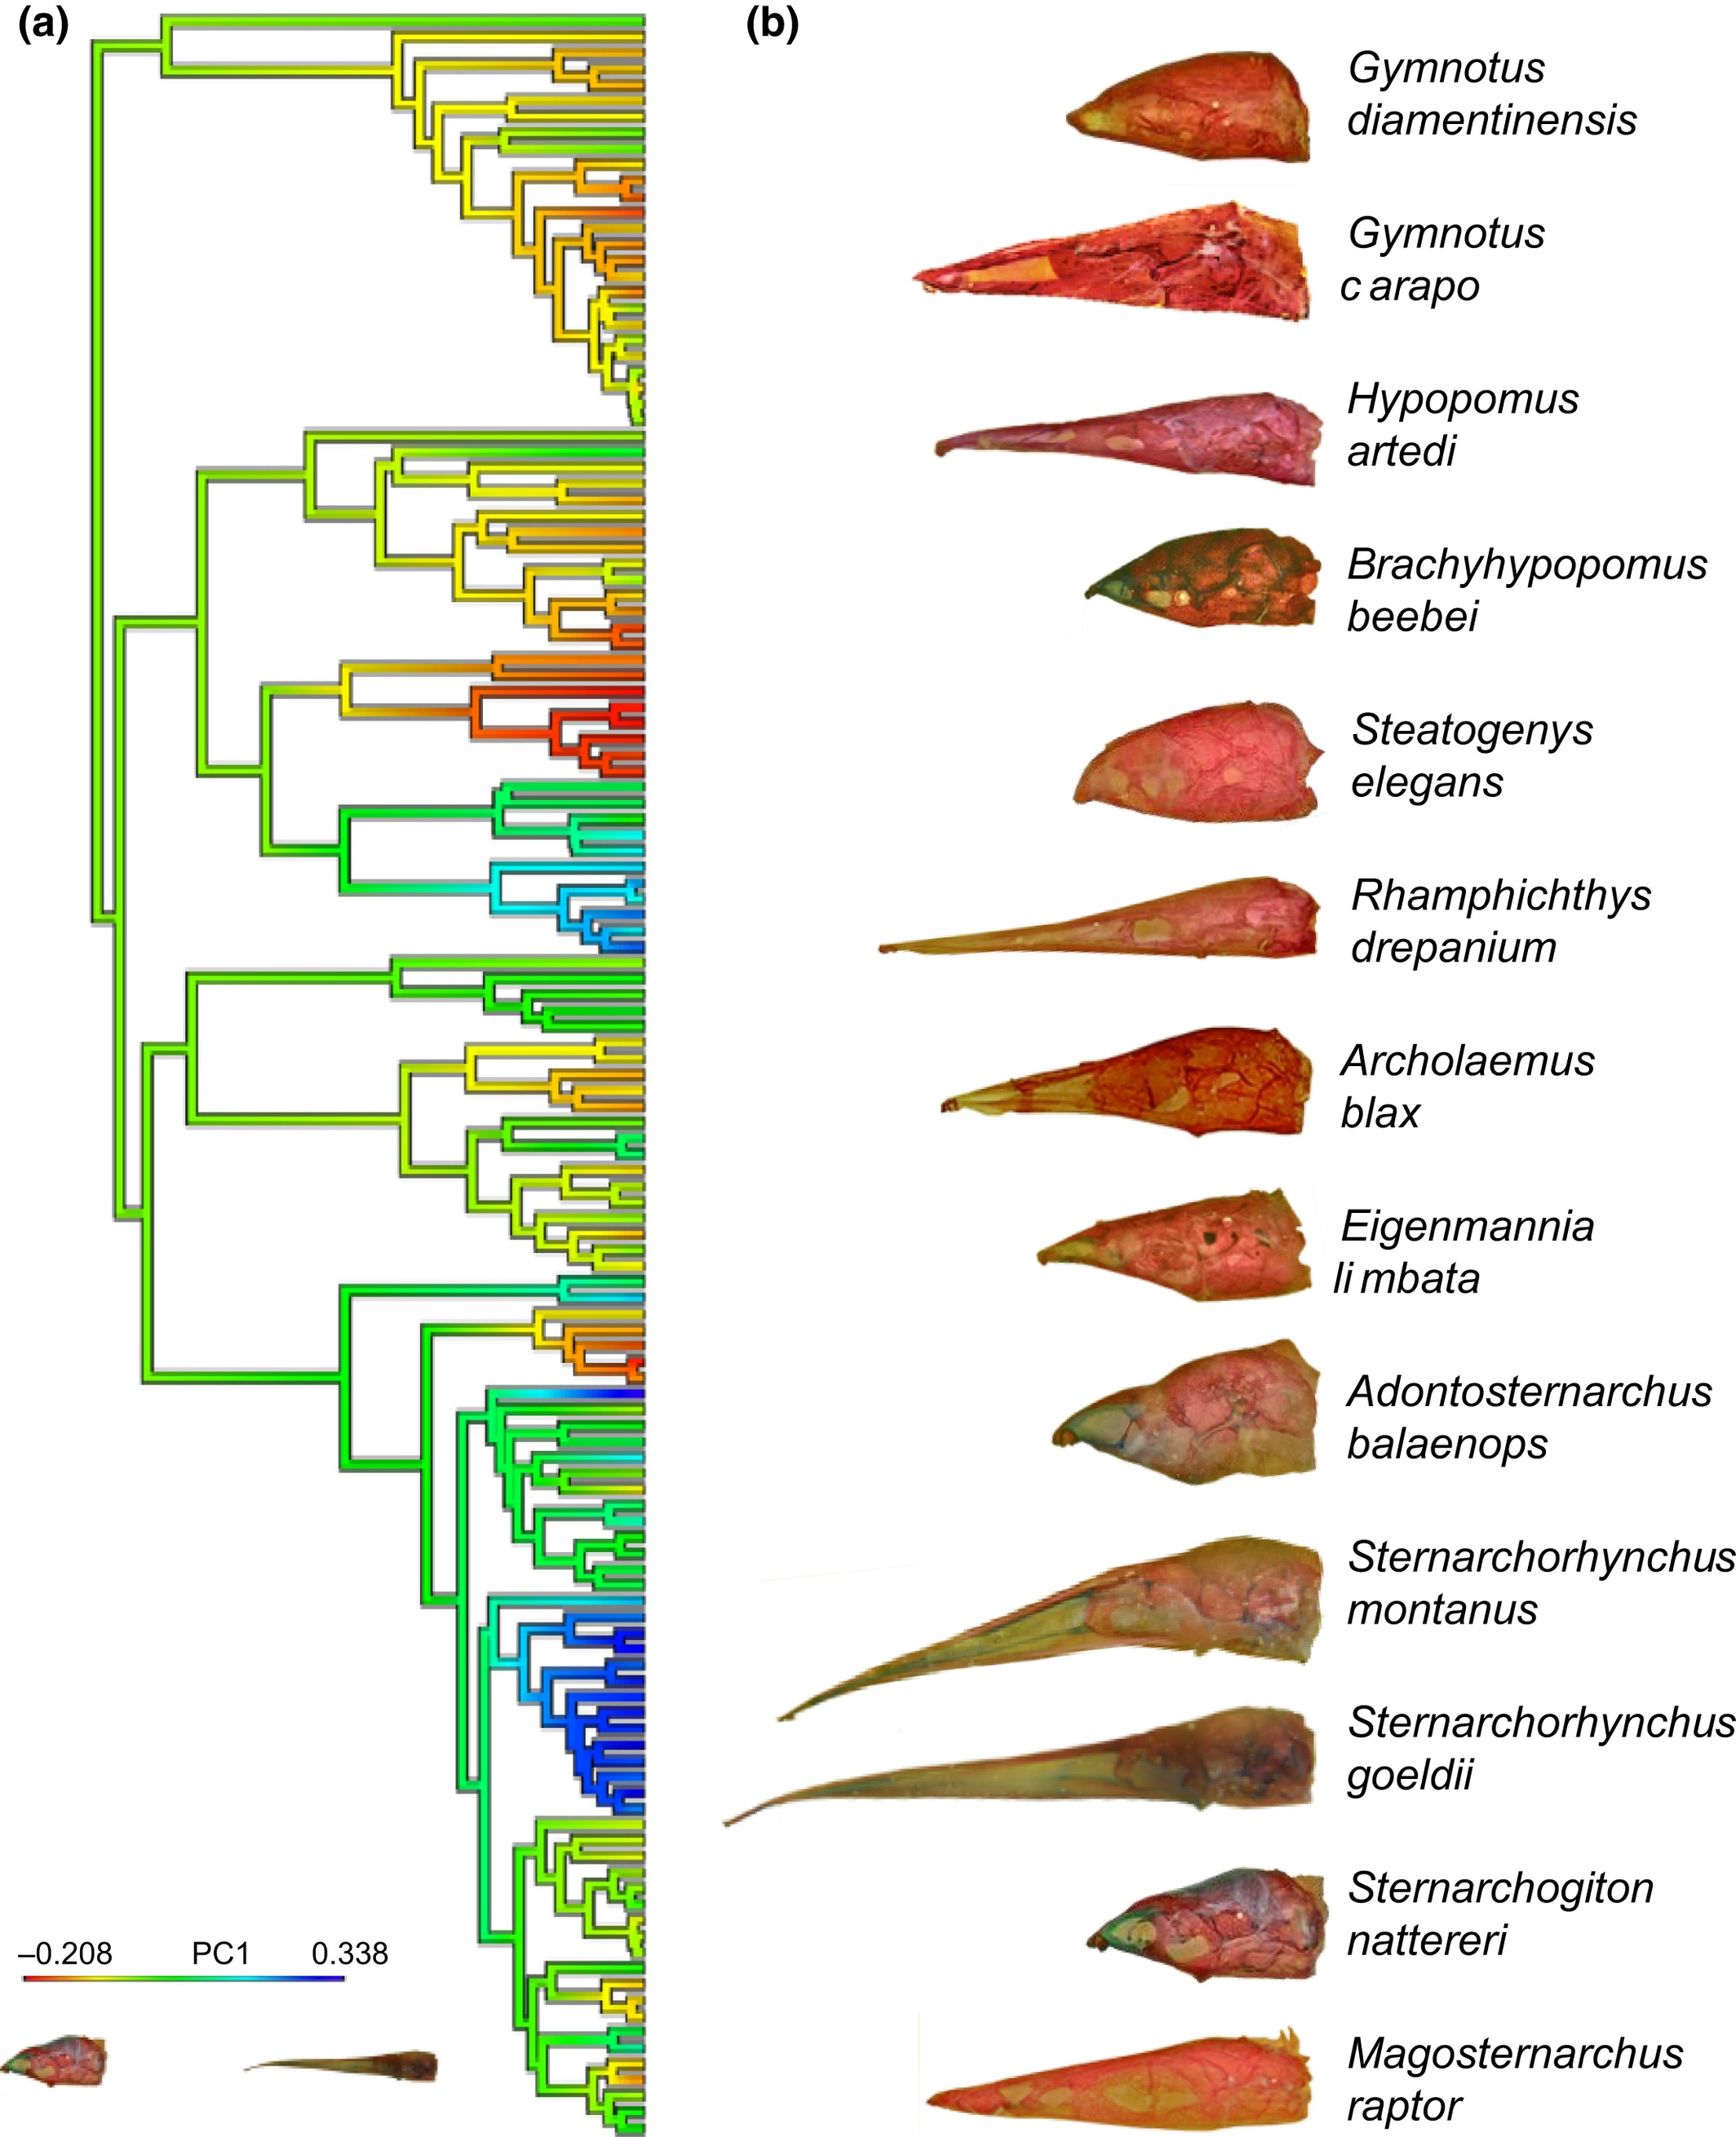 (a)
(b)
Gymnotus
diamentinensis
Gymnotus
c arapo
Hypopomus
artedi
Brachyhypopomus
beebei
Steatogenys
elegans
Rhamphichthys
drepanium
Archolaemus
blax
Eigenmannia
li mbata
Adontosternarchus
balaenops
Sternarchorhynchus
montanus
Sternarchorhynchus
goeldii
Sternarchogiton
nattereri
Magosternarchus
raptor
–0.208 PC1 0.338